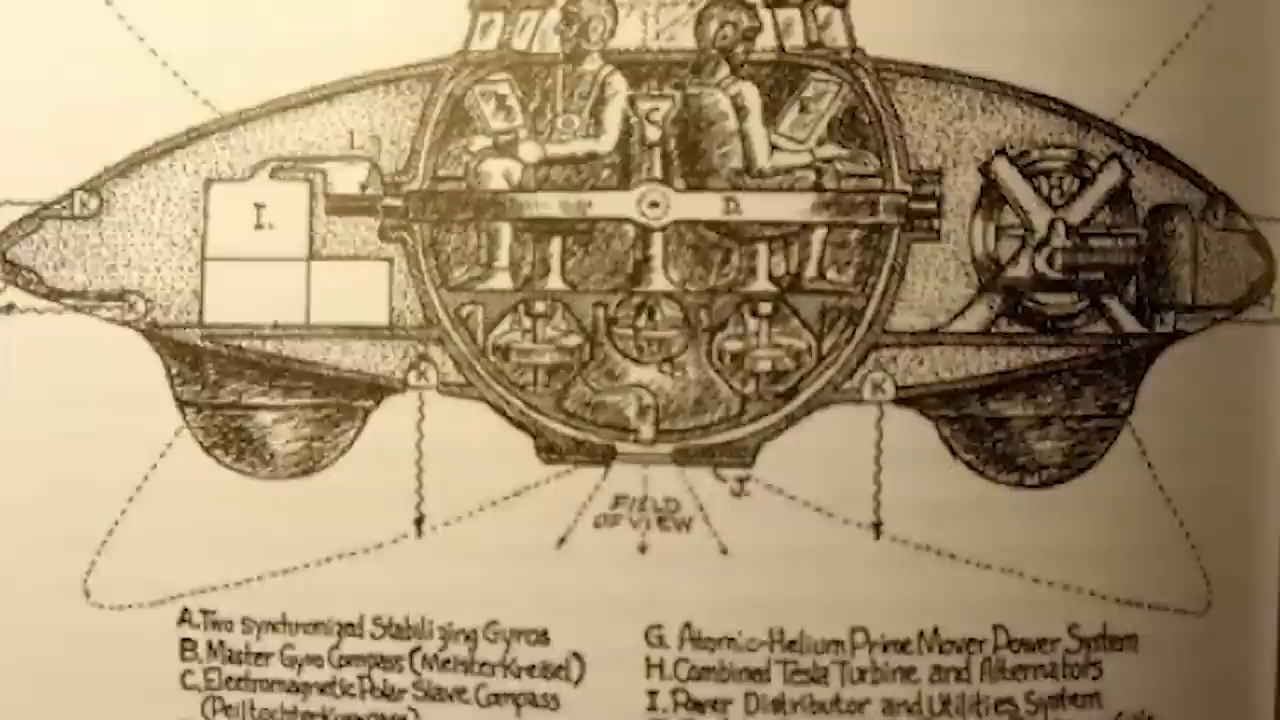 L.
C
I.
D.
K
K
J.
FIELD
OF VIEW
A. Two synchronized Stabilizing Gyros
B. Master Gyro Compass (Meisterkreisel)
C. Electromagnetic Polar Slave Compass
G. Atomic-Helium Prime Mover Power System
H. Combined Tesla Turbine and Alternators
I. Power Distributor and Utilities System